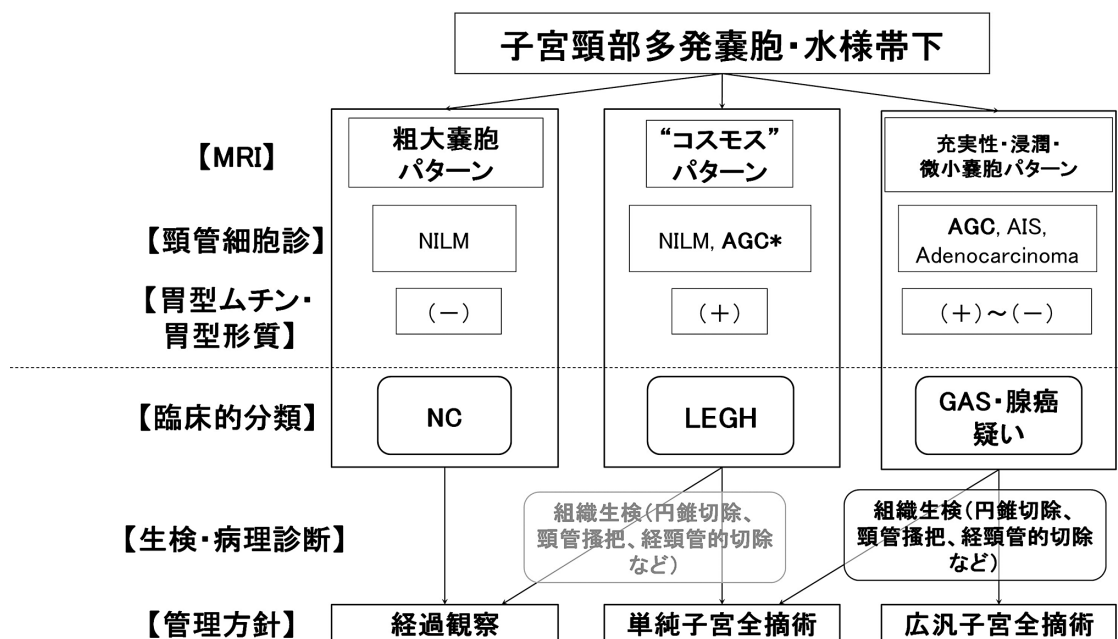 子宮頸部多発嚢胞・水様帯下
【MRI】
粗大嚢胞
パターン
“コスモス”
パターン
充実性・浸潤・
微小嚢胞パターン
【頸管細胞診】
NILM
NILM, AGC*
AGC, AIS,
Adenocarcinoma
【胃型ムチン・
胃型形質】
(－)
(＋)
(＋)～(－)
【臨床的分類】
NC
LEGH
GAS・腺癌
疑い
【生検・病理診断】
組織生検(円錐切除、
頸管掻把、経頸管的切除
など)
組織生検(円錐切除、
頸管掻把、経頸管的切除
など)
【管理方針】
経過観察
単純子宮全摘術
広汎子宮全摘術